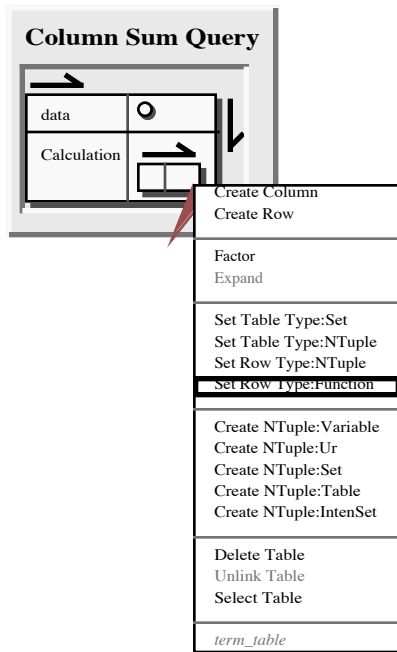 Column Sum Query
data
Calculation
Create Column
Create Row
Factor
Expand
Set Table Type:Set
Set Table Type:NTuple
Set Row Type:NTuple
Set Row Type:Function
Create NTuple:Variable
Create NTuple:Ur
Create NTuple:Set
Create NTuple:Table
Create NTuple:IntenSet
Delete Table
Unlink Table
Select Table
term_table